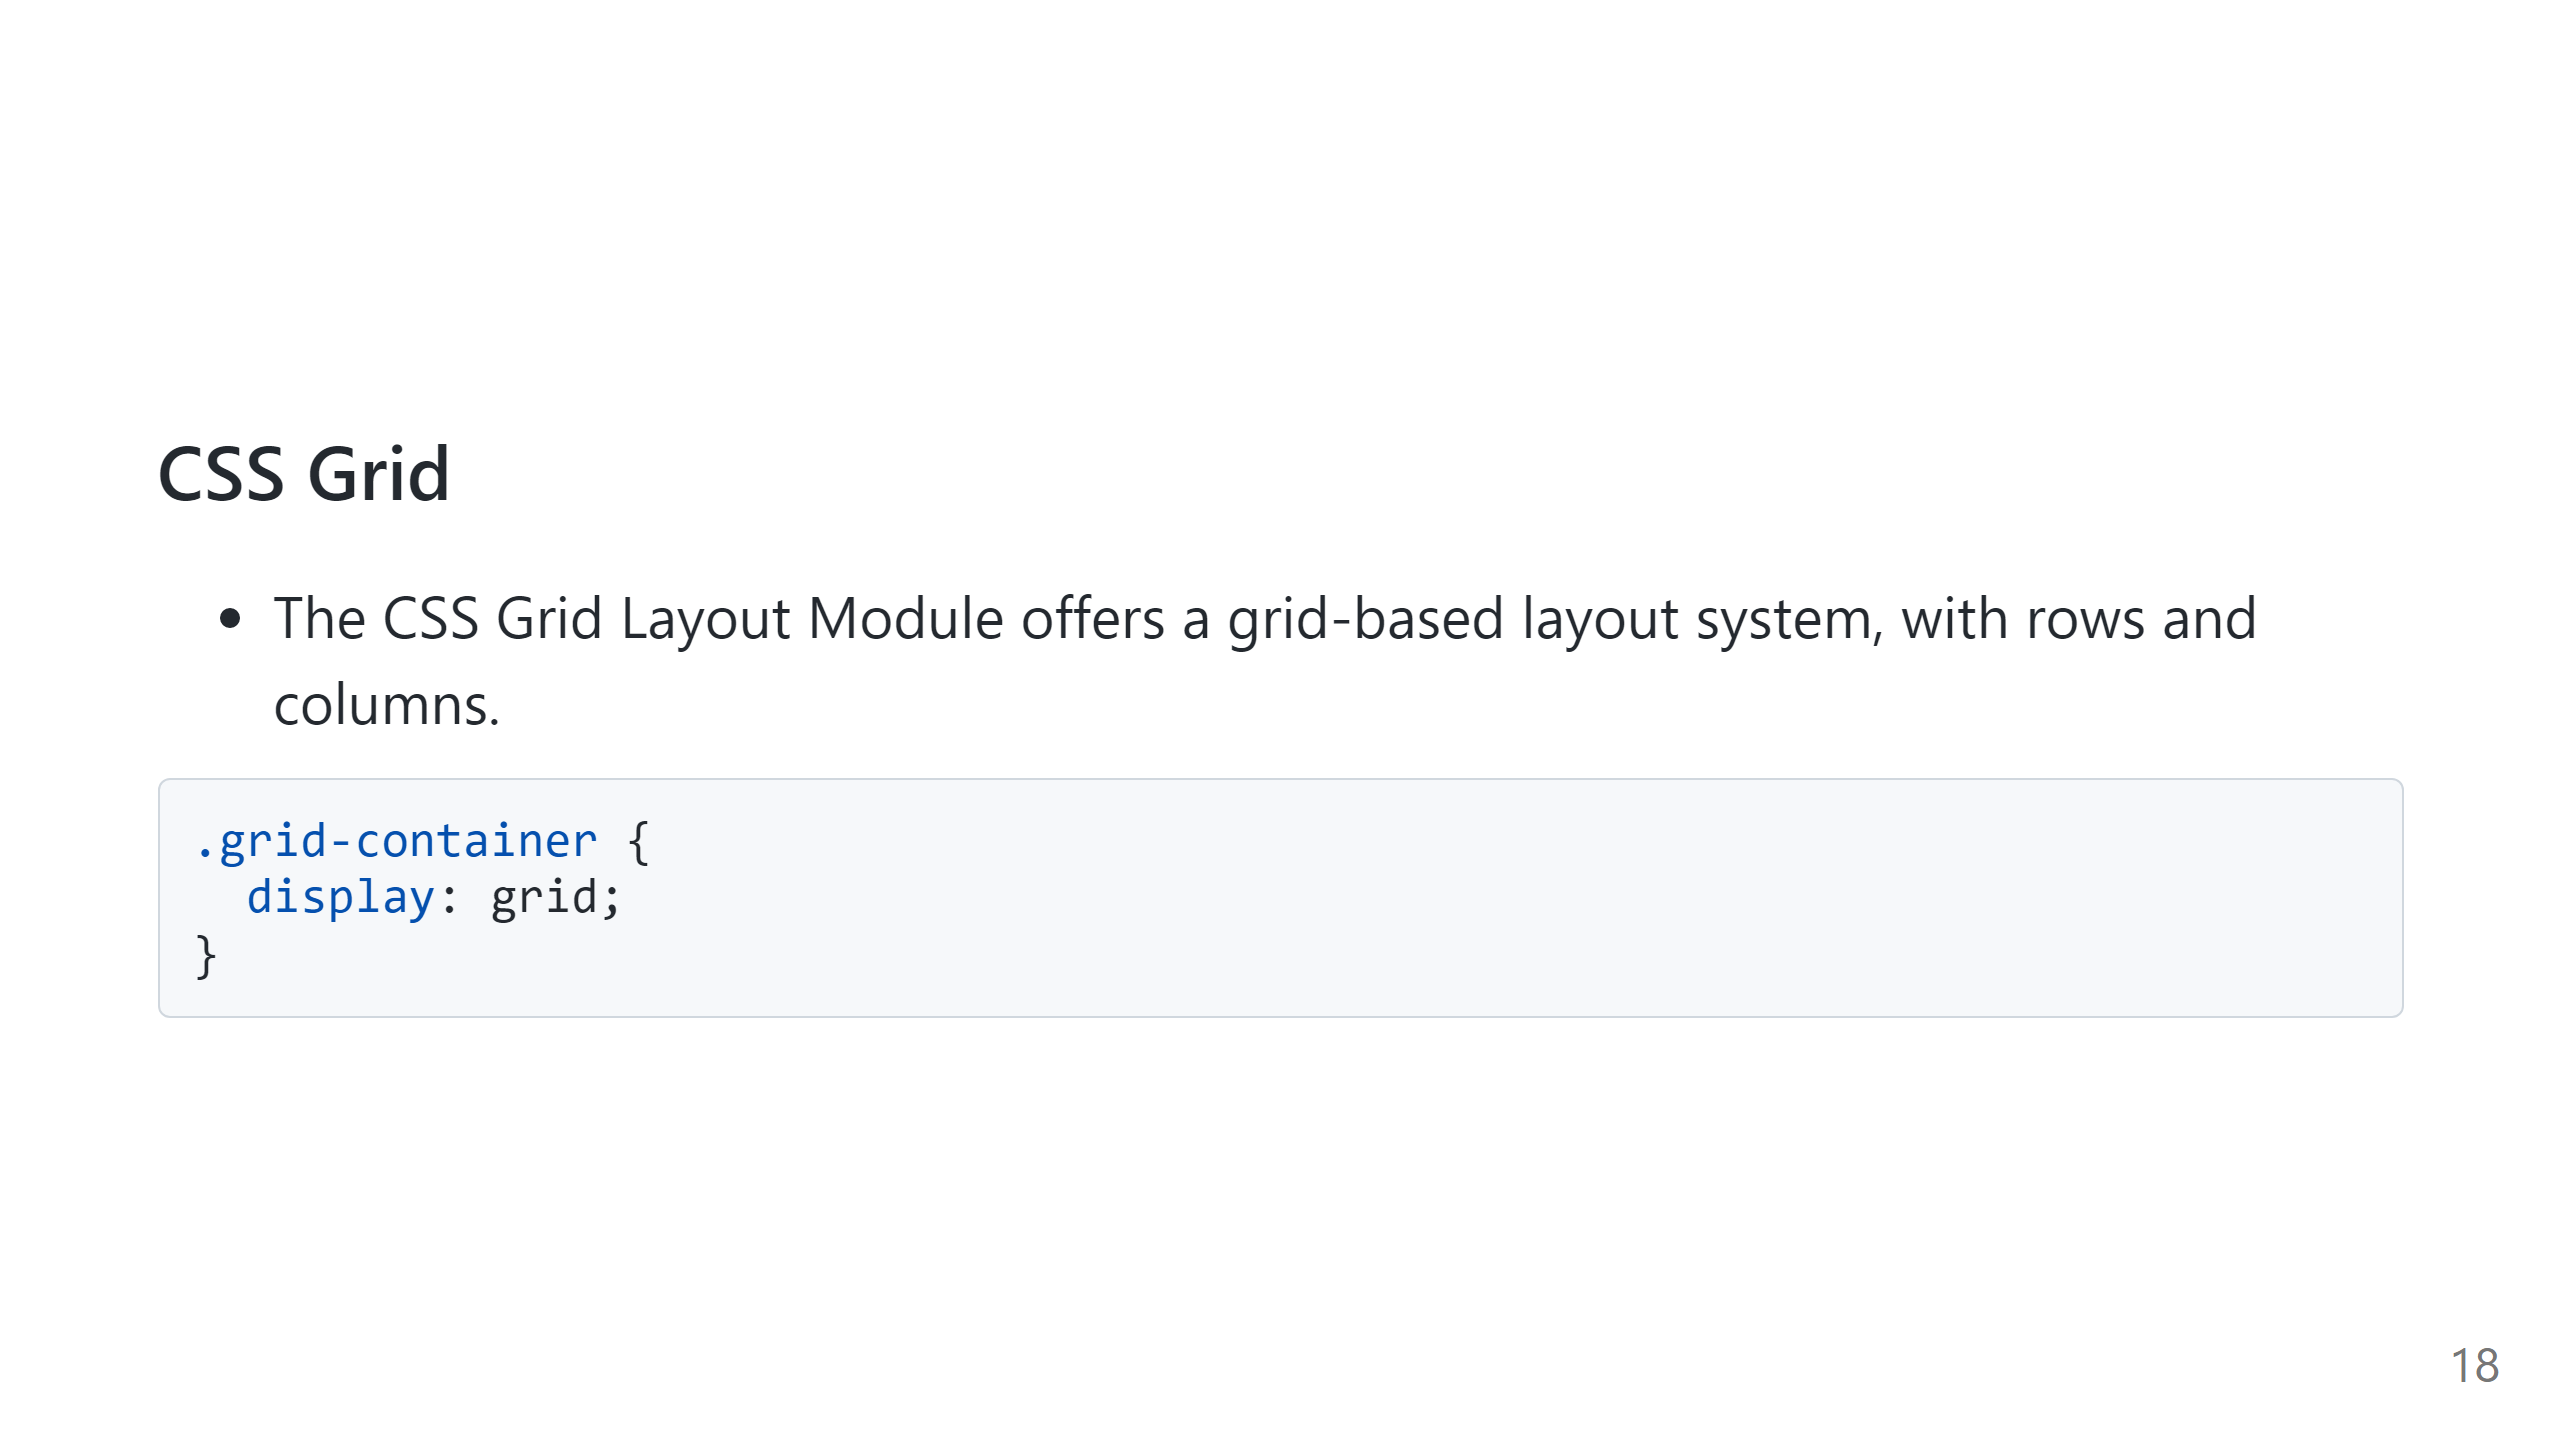 CSS Grid
• The CSS Grid Layout Module offers a grid-based layout system, with rows and
columns.
.grid-container {
  display: grid;
}
18